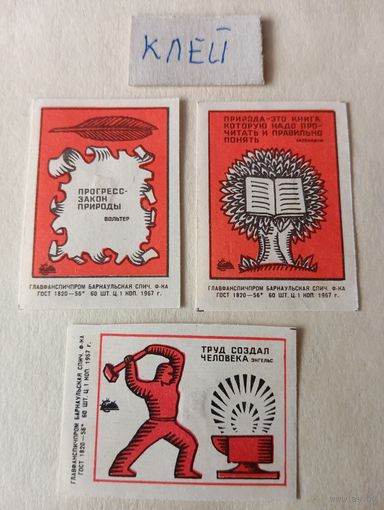 КЛЕЙ
ПРОГРЕСС-
ЗАКОН
ПРИРОДЫ
ВОЛЬТЕР
ГЛАВФАНСПИЧПРОМ БАРНАУЛЬСКАЯ СПИЧ. Ф-КА
ГОСТ 1820—56* 60 ШТ. Ц. 1 КОП. 1967 г.
ПРИРОДА-ЭТО КНИГА,
КОТОРУЮ НАДО ПРО-
ЧИТАТЬ И ПРАВИЛЬНО
ПОНЯТЬ
ГЛАВФАНСПИЧПРОМ БАРНАУЛЬСКАЯ СПИЧ. Ф-КА
ГОСТ 1820—56* 60 ШТ. Ц. 1 КОП. 1967 г.
ТРУД СОЗДАЛ
ЧЕЛОВЕКА ЭНГЕЛЬС
ГЛАВФАНСПИЧПРОМ БАРНАУЛЬСКАЯ СПИЧ. Ф-КА
ГОСТ 1820—56* 60 ШТ. Ц. 1 КОП. 1967 г.